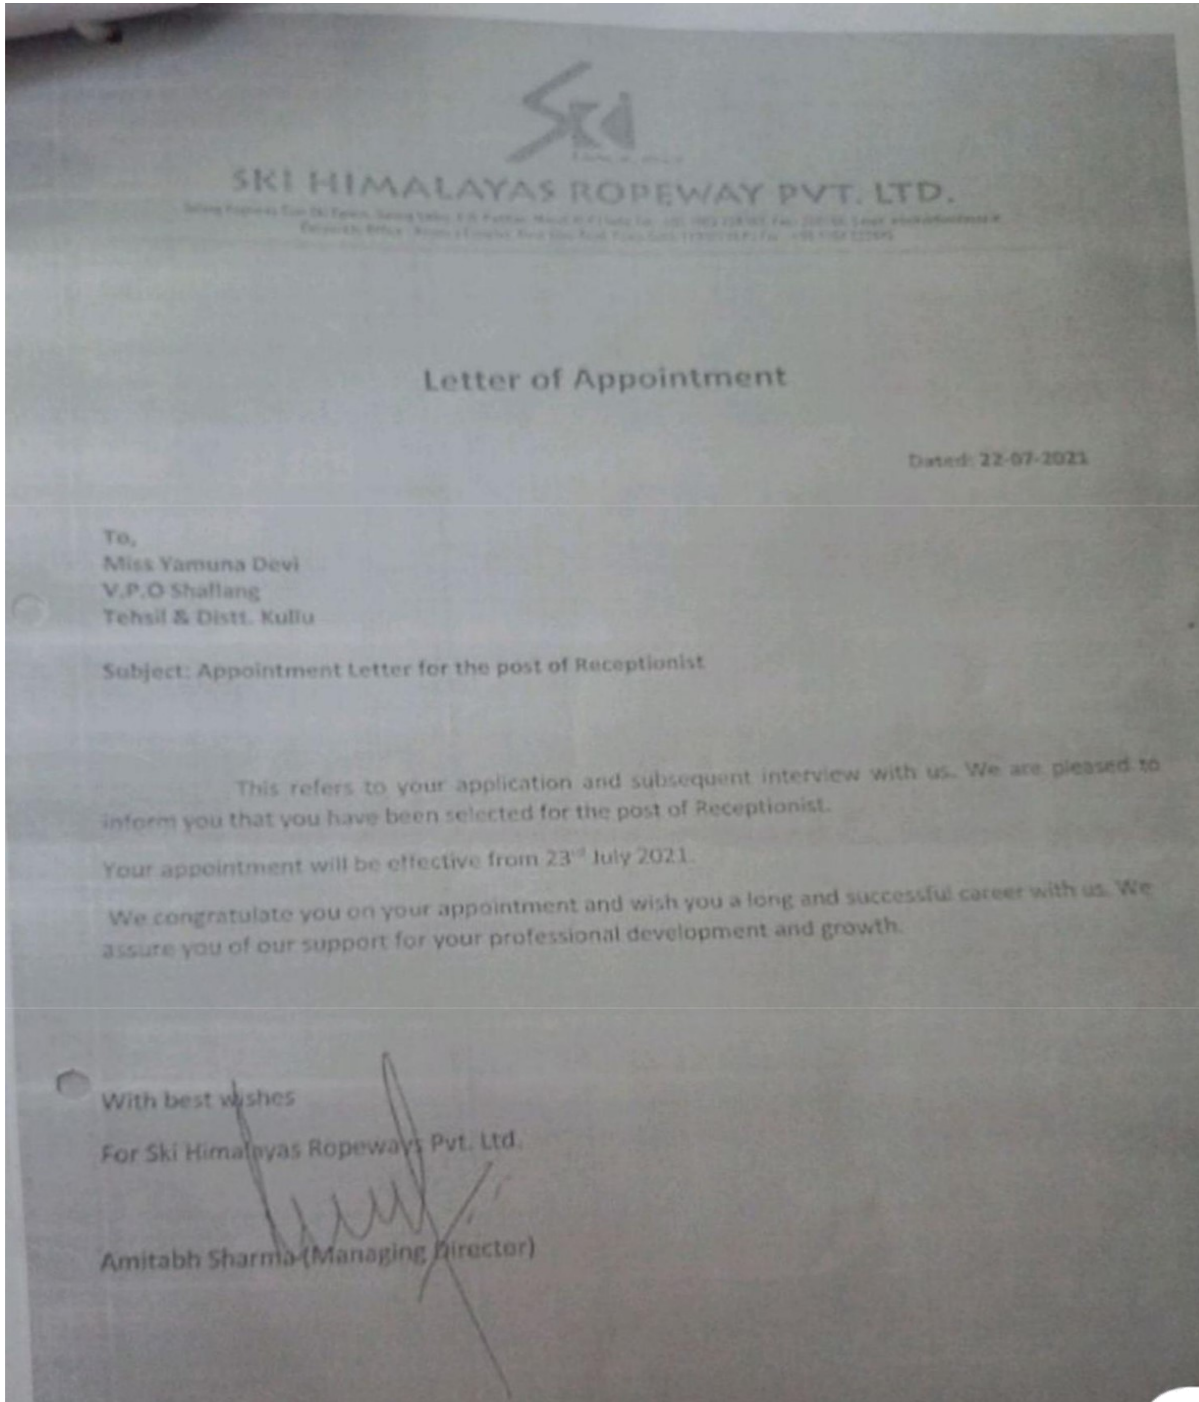 Ski
SKI HIMALAYAS ROPEWAY PVT. LTD.
Letter of Appointment
Dated: 22-07-2021
To,
Miss Yamuna Devi
V.P.O Shallang
Tehsil & Distt. Kullu
Subject: Appointment Letter for the post of Receptionist
This refers to your application and subsequent interview with us. We are pleased to
inform you that you have been selected for the post of Receptionist.
Your appointment will be effective from 23rd July 2021.
We congratulate you on your appointment and wish you a long and successful career with us. We
assure you of our support for your professional development and growth.
With best wishes
For Ski Himalayas Ropeways Pvt. Ltd.
Amitabh Sharma (Managing Director)